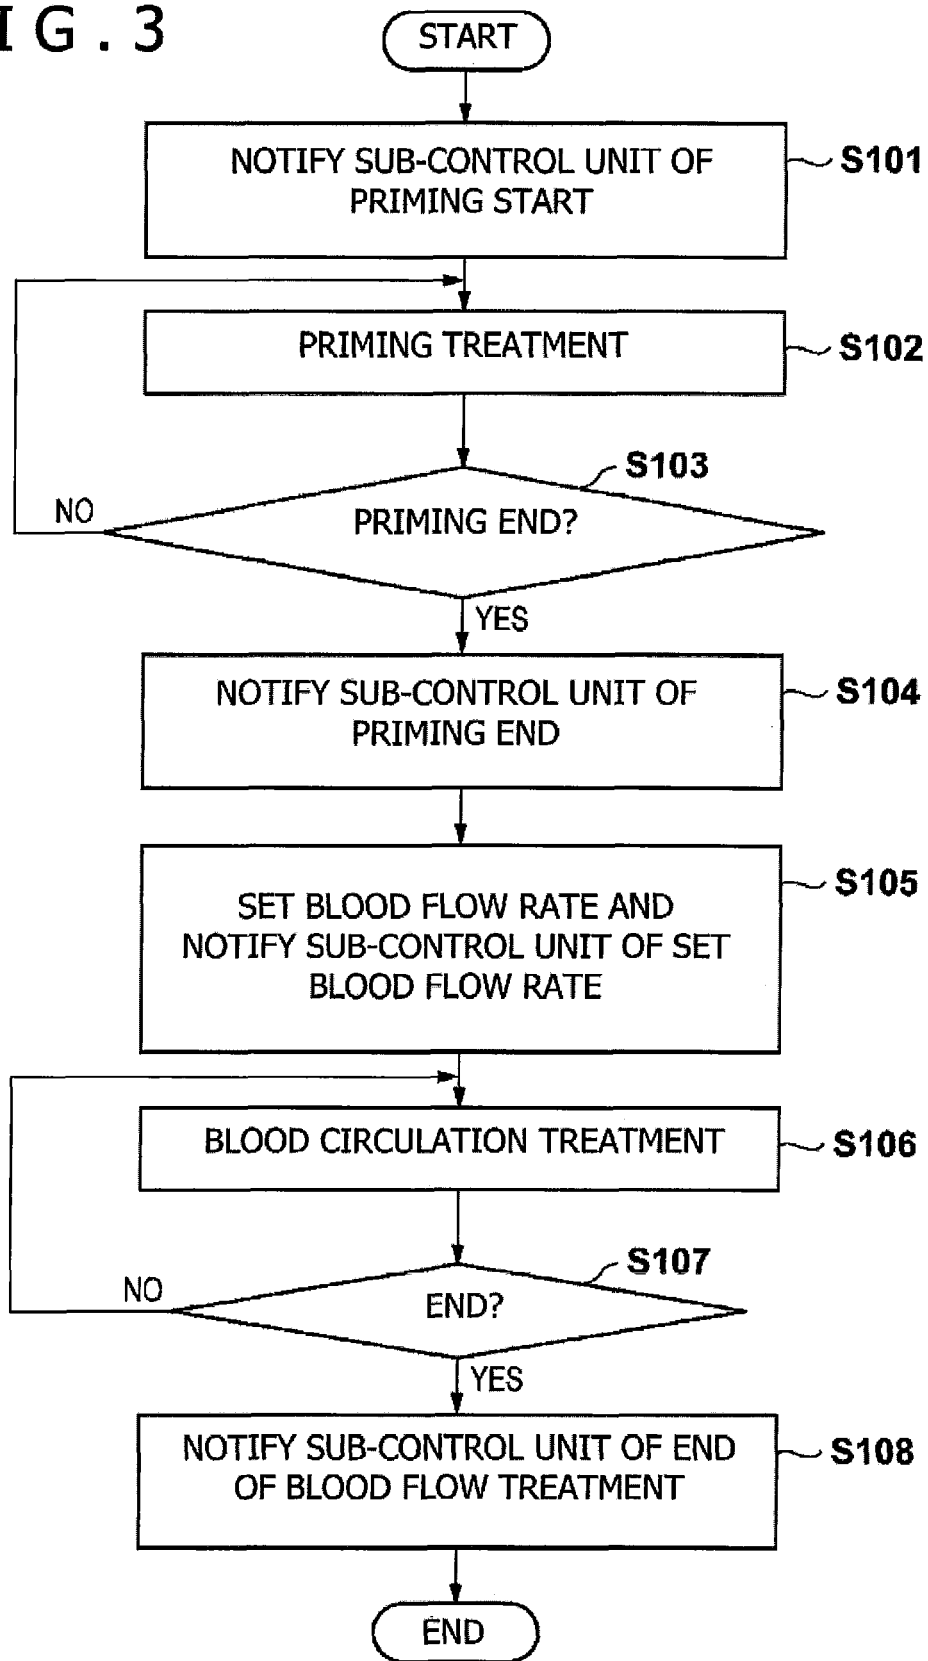 IG.3
START
NOTIFY SUB-CONTROL UNIT OF
PRIMING START
S101
PRIMING TREATMENT
S102
S103
PRIMING END?
NO
YES
NOTIFY SUB-CONTROL UNIT OF
PRIMING END
S104
SET BLOOD FLOW RATE AND
NOTIFY SUB-CONTROL UNIT OF SET
BLOOD FLOW RATE
S105
BLOOD CIRCULATION TREATMENT
S106
S107
END?
NO
YES
NOTIFY SUB-CONTROL UNIT OF END
OF BLOOD FLOW TREATMENT
S108
END